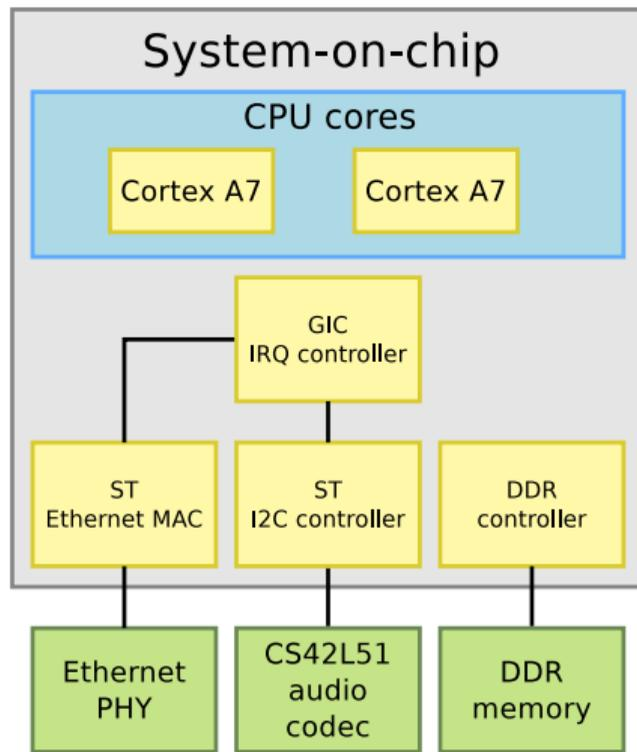 System-on-chip
CPU cores
Cortex A7
Cortex A7
GIC
IRQ controller
ST
Ethernet MAC
ST
I2C controller
DDR
controller
Ethernet
PHY
CS42L51
audio
codec
DDR
memory